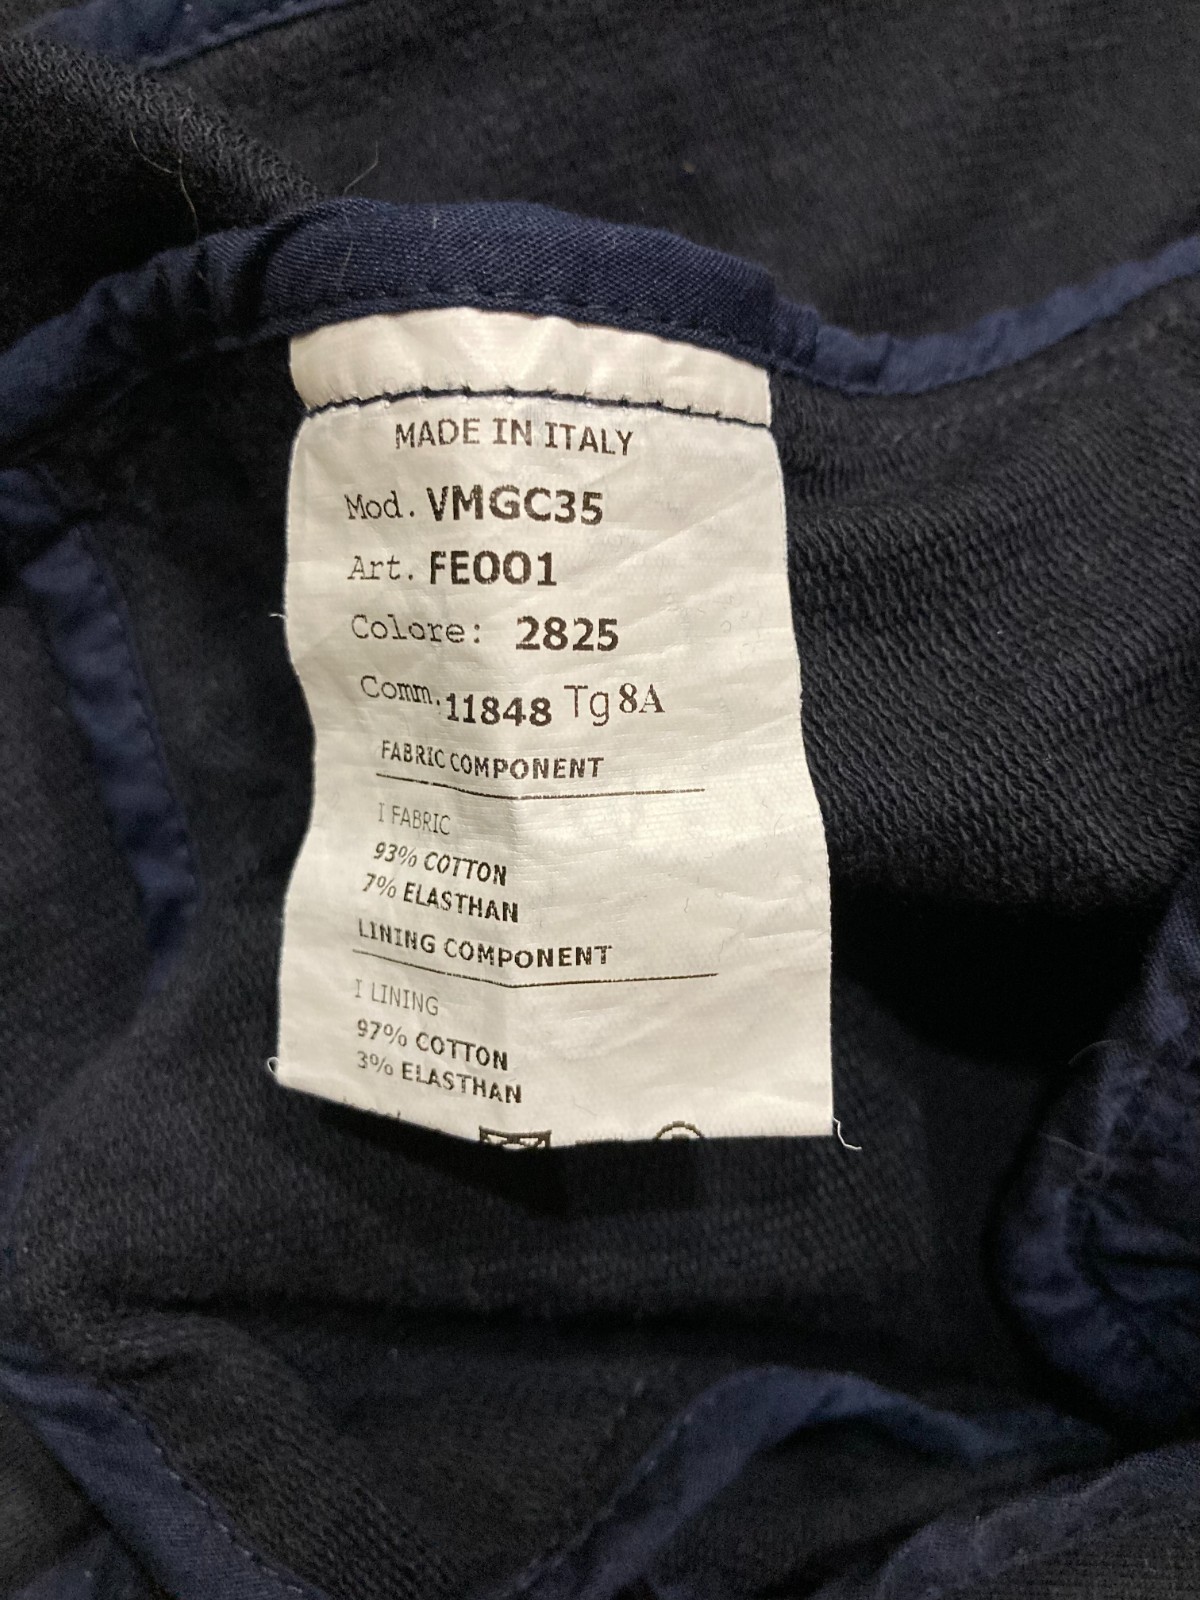 MADE IN ITALY
Mod. VMGC35
Art. FE001
Colore: 2825
Comm. 11848 Tg 8A
FABRIC COMPONENT
I FABRIC
93% COTTON
7% ELASTHAN
LINING COMPONENT
I LINING
97% COTTON
3% ELASTHAN